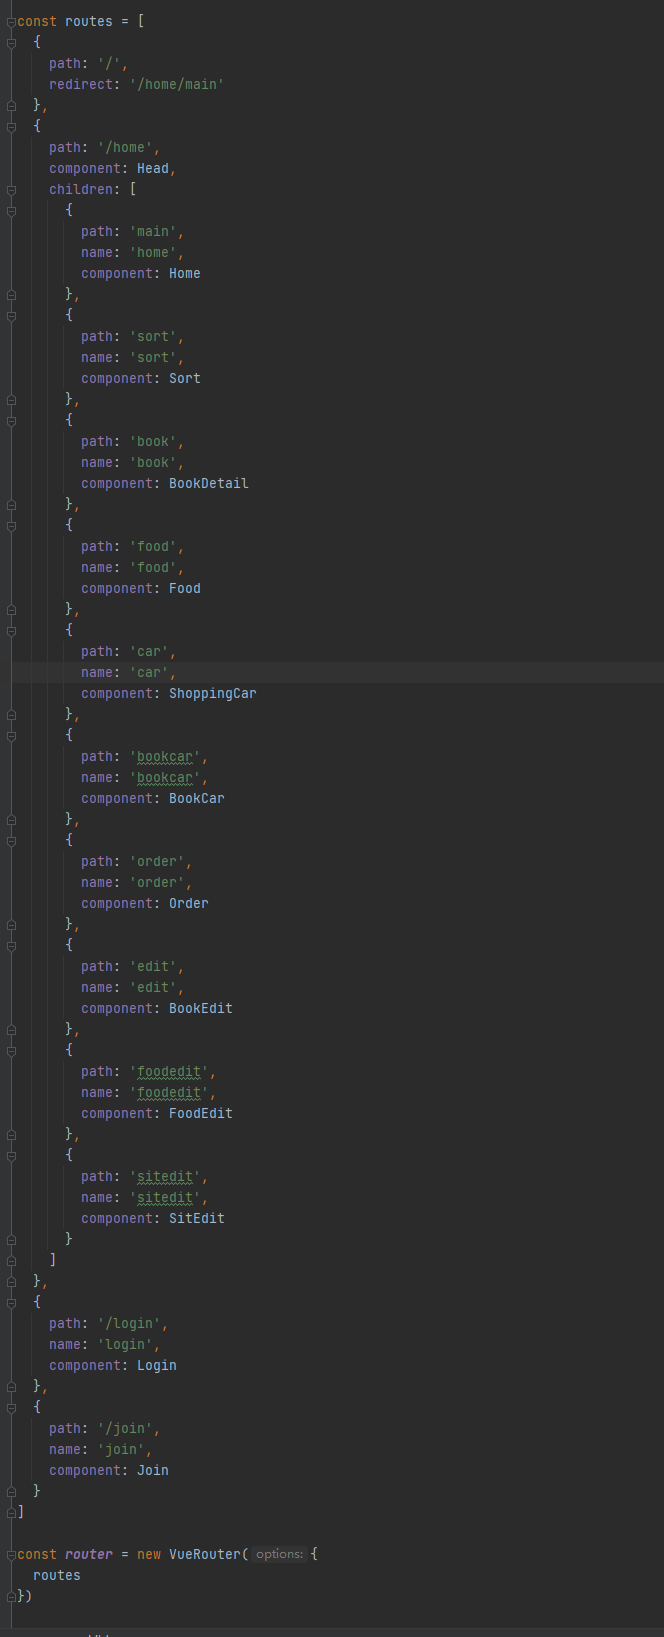 const routes = [
  {
    path: '/',
    redirect: '/home/main'
  },
  {
    path: '/home',
    component: Head,
    children: [
      {
        path: 'main',
        name: 'home',
        component: Home
      },
      {
        path: 'sort',
        name: 'sort',
        component: Sort
      },
      {
        path: 'book',
        name: 'book',
        component: BookDetail
      },
      {
        path: 'food',
        name: 'food',
        component: Food
      },
      {
        path: 'car',
        name: 'car',
        component: ShoppingCar
      },
      {
        path: 'bookcar',
        name: 'bookcar',
        component: BookCar
      },
      {
        path: 'order',
        name: 'order',
        component: Order
      },
      {
        path: 'edit',
        name: 'edit',
        component: BookEdit
      },
      {
        path: 'foodedit',
        name: 'foodedit',
        component: FoodEdit
      },
      {
        path: 'sitedit',
        name: 'sitedit',
        component: SitEdit
      }
    ]
  },
  {
    path: '/login',
    name: 'login',
    component: Login
  },
  {
    path: '/join',
    name: 'join',
    component: Join
  }
]

const router = new VueRouter( options: {
  routes
})